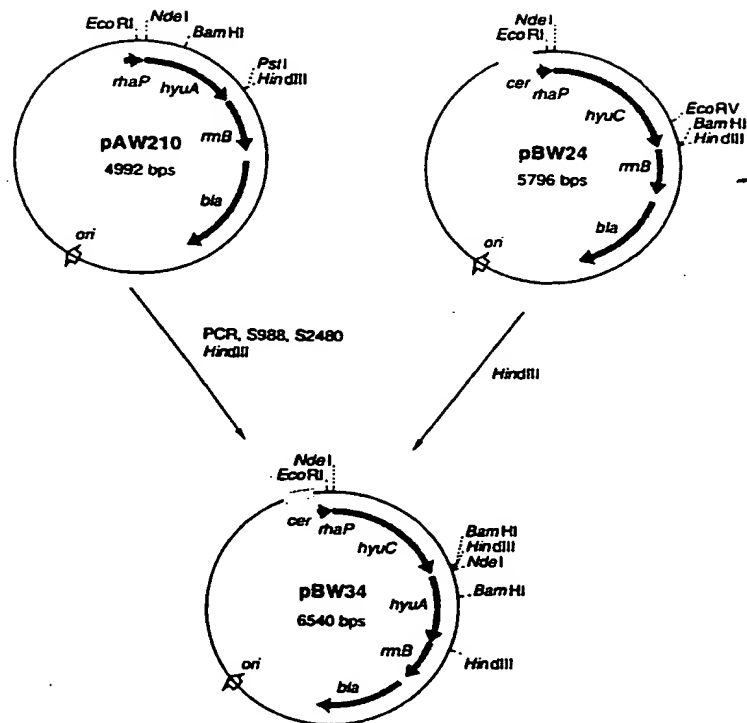 EcoRI
NdeI
BamHI
PstI
HindIII
rhaP
hyuA
rrnB
pAW210
4992 bps
bla
ori
NdeI
EcoRI
cer
rhaP
hyuC
EcoRV
BamHI
HindIII
pBW24
5796 bps
rrnB
bla
ori
PCR, S988, S2480
HindIII
HindIII
NdeI
EcoRI
cer
rhaP
hyuC
BamHI
HindIII
NdeI
BamHI
pBW34
6540 bps
hyuA
rrnB
HindIII
ori
bla